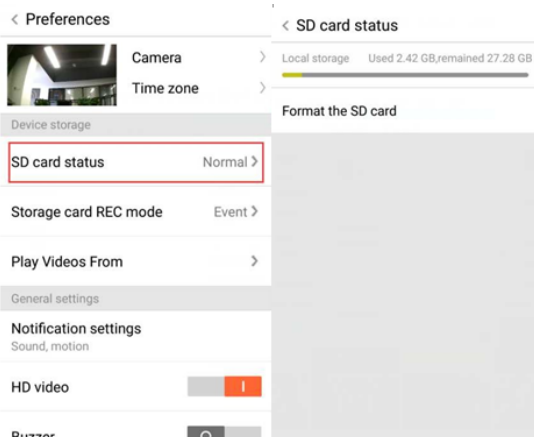 Preferences
Camera
Time zone
Device storage
SD card status Normal
Storage card REC mode Event
Play Videos From
General settings
Notification settings
Sound, motion
HD video
Buzzer
SD card status
Local storage Used 2.42 GB,remained 27.28 GB
Format the SD card